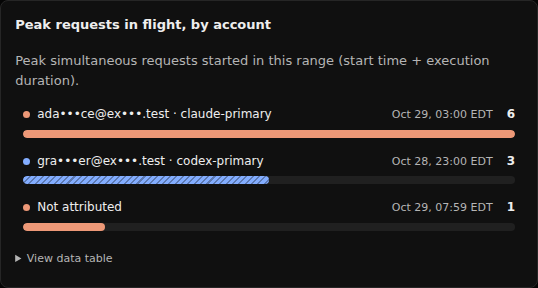 Peak requests in flight, by account
Peak simultaneous requests started in this range (start time + execution
duration).
ada•••ce@ex•••.test · claude-primary Oct 29, 03:00 EDT 6
gra•••er@ex•••.test · codex-primary Oct 28, 23:00 EDT 3
Not attributed Oct 29, 07:59 EDT 1
View data table